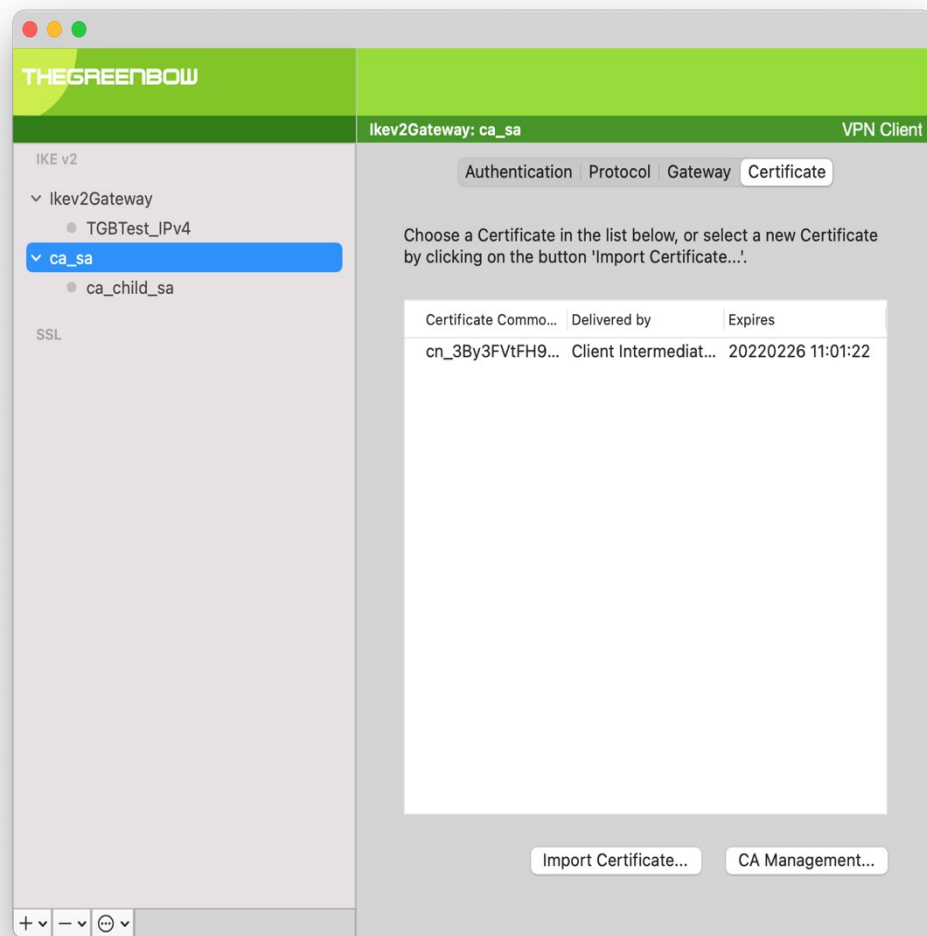 THEGREENBOW
Ikev2Gateway: ca_sa VPN Client
IKE v2
Ikev2Gateway
TGBTest_IPv4
ca_sa
ca_child_sa
SSL
Authentication Protocol Gateway Certificate
Choose a Certificate in the list below, or select a new Certificate
by clicking on the button 'Import Certificate...'.
Certificate Commo... Delivered by Expires
cn_3By3FVtFH9... Client Intermediat... 20220226 11:01:22
Import Certificate... CA Management...